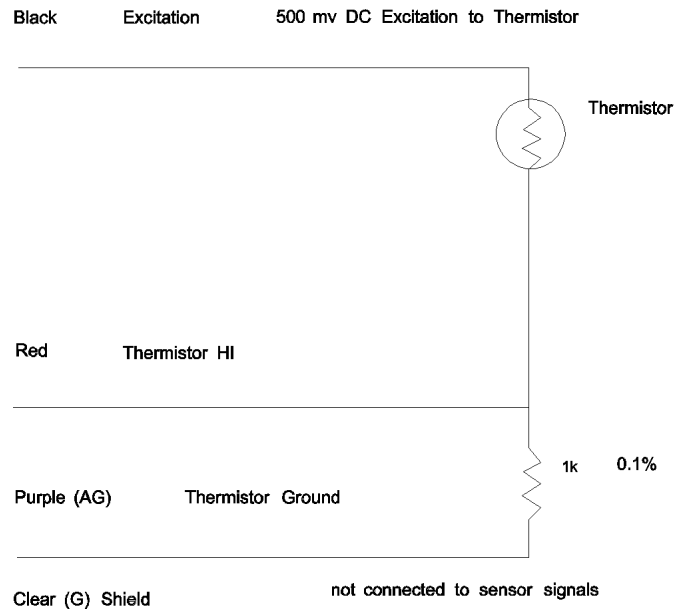 Black Excitation 500 mv DC Excitation to Thermistor
Thermistor
Red Thermistor HI
1k 0.1%
Purple (AG) Thermistor Ground
Clear (G) Shield not connected to sensor signals